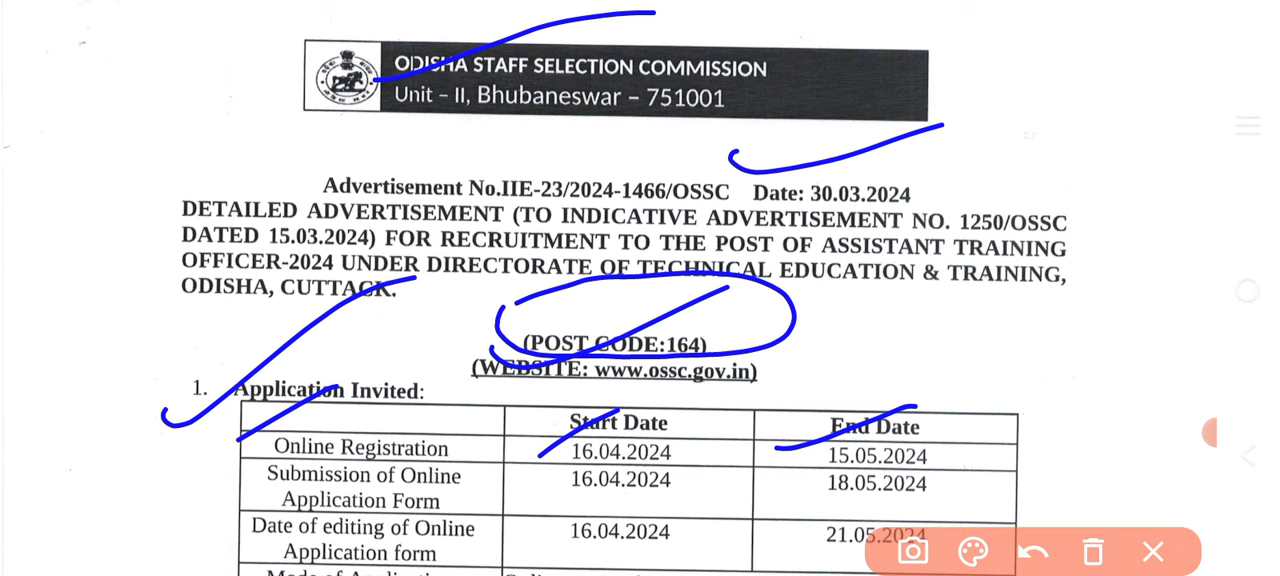 ODISHA STAFF SELECTION COMMISSION
Unit – II, Bhubaneswar – 751001
Advertisement No.IIE-23/2024-1466/OSSC Date: 30.03.2024
DETAILED ADVERTISEMENT (TO INDICATIVE ADVERTISEMENT NO. 1250/OSSC
DATED 15.03.2024) FOR RECRUITMENT TO THE POST OF ASSISTANT TRAINING
OFFICER-2024 UNDER DIRECTORATE OF TECHNICAL EDUCATION & TRAINING,
ODISHA, CUTTACK.
(POST CODE:164)
(WEBSITE: www.ossc.gov.in)
1. Application Invited:
Start Date End Date
Online Registration 16.04.2024 15.05.2024
Submission of Online
Application Form 16.04.2024 18.05.2024
Date of editing of Online
Application form 16.04.2024 21.05.2024